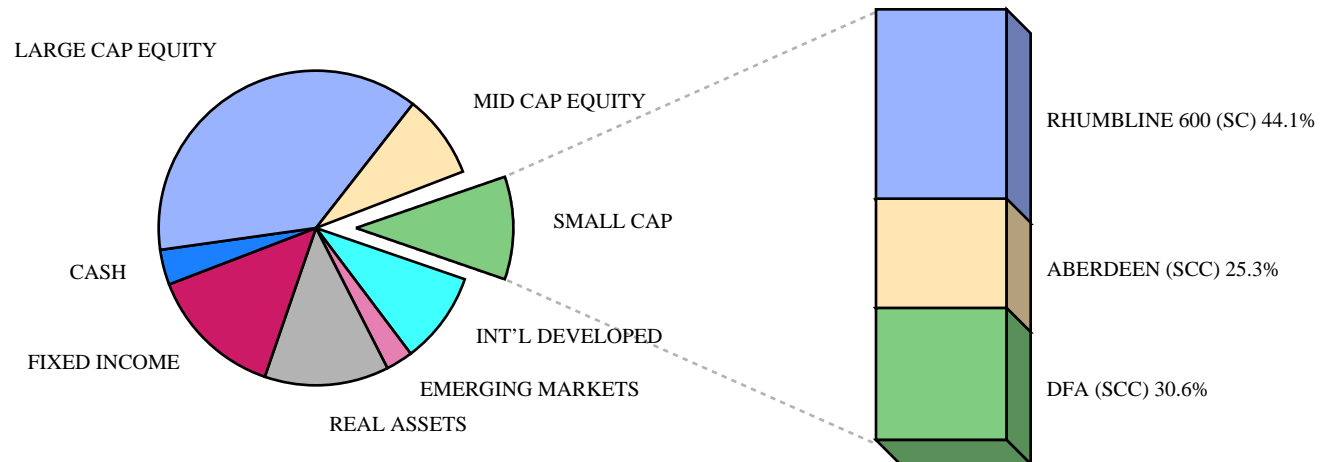 LARGE CAP EQUITY
MID CAP EQUITY
SMALL CAP
INT'L DEVELOPED
EMERGING MARKETS
REAL ASSETS
FIXED INCOME
CASH
RHUMBLINE 600 (SC) 44.1%
ABERDEEN (SCC) 25.3%
DFA (SCC) 30.6%